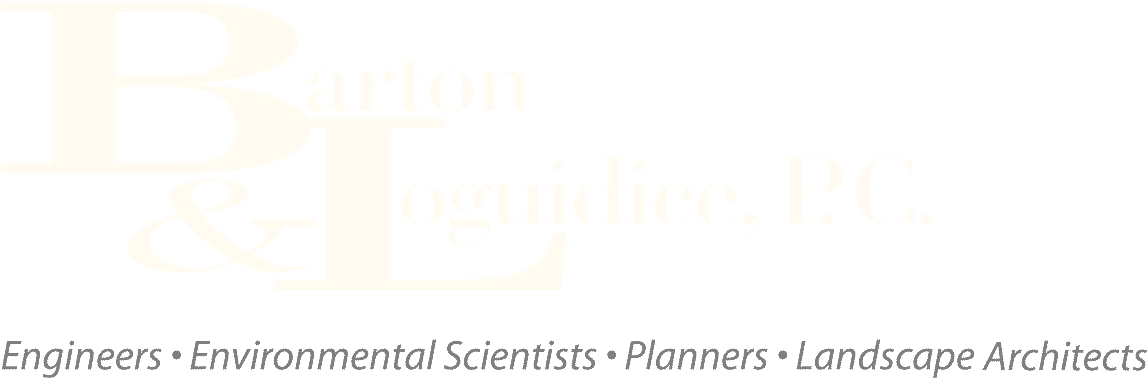 Barton
& Loguidice, P.C.
Engineers • Environmental Scientists • Planners • Landscape Architects